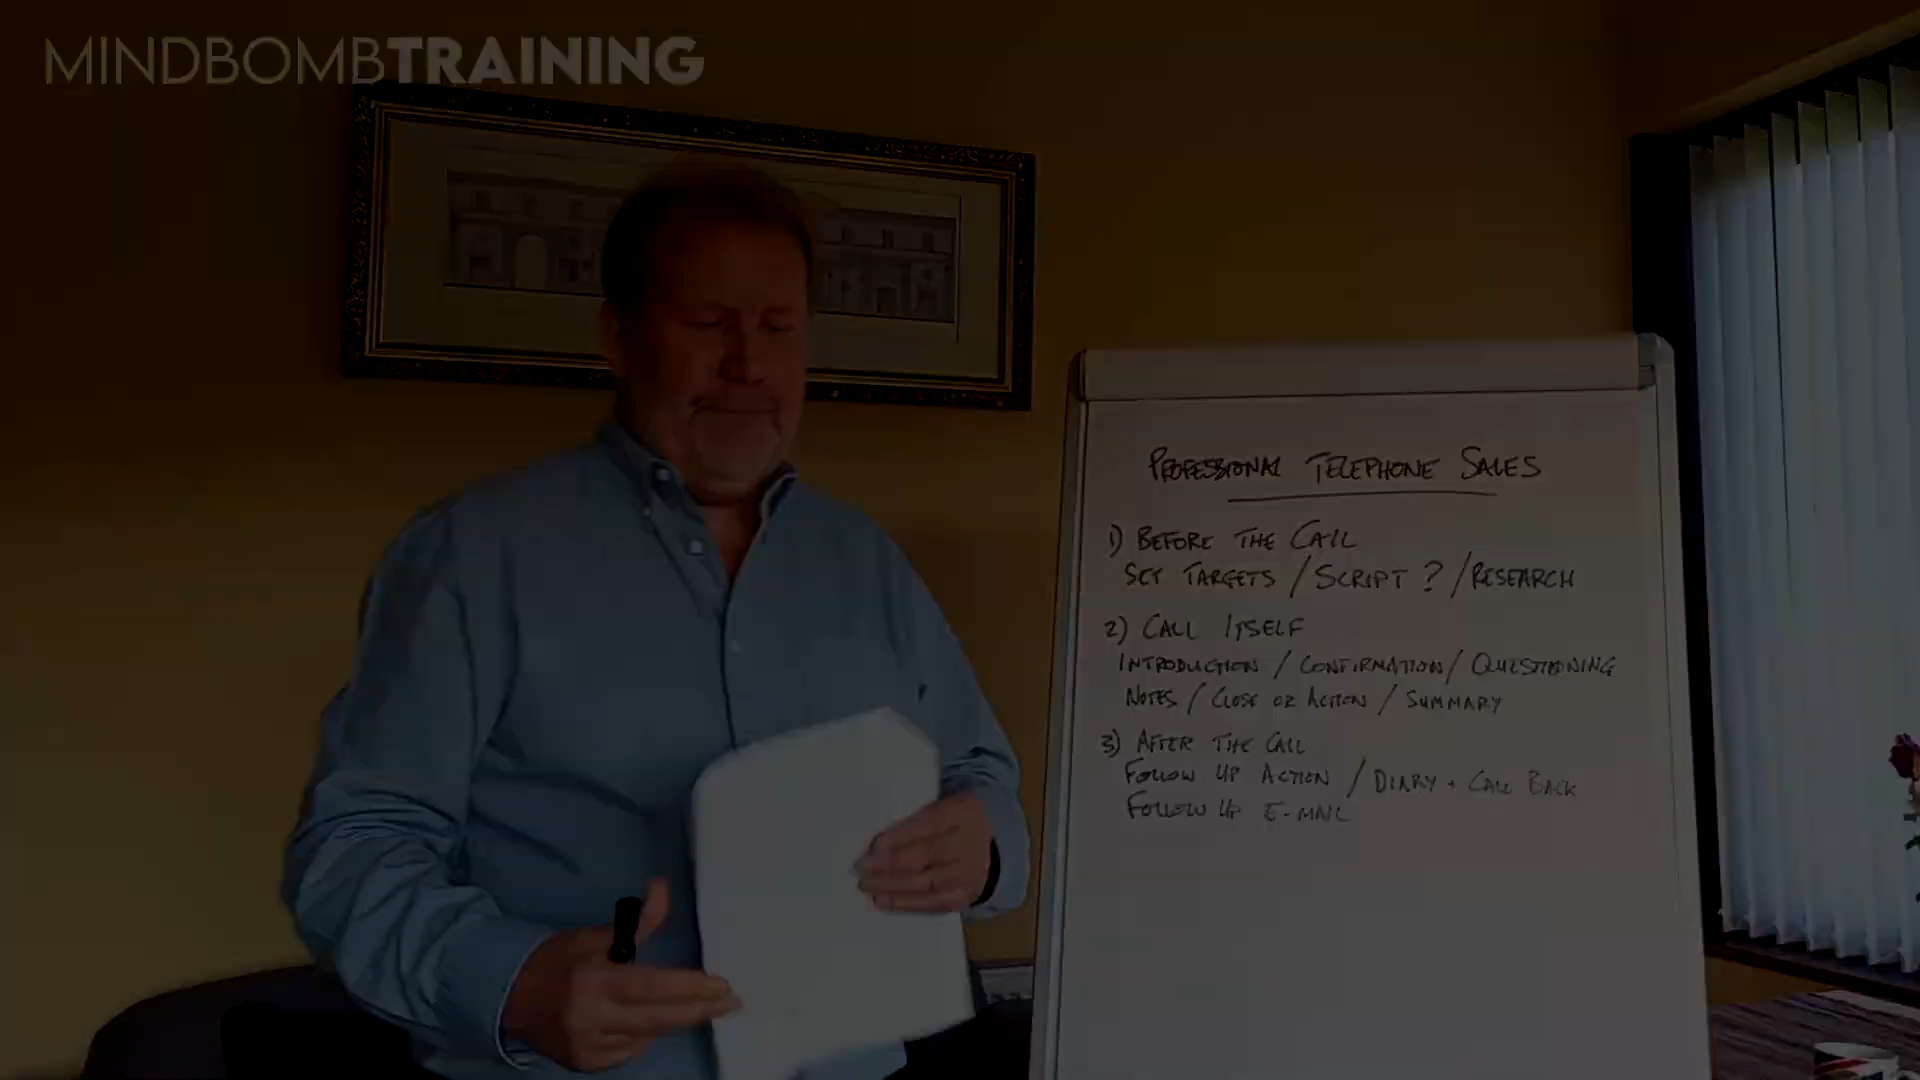 MINDBOMBTRAINING
PROFESSIONAL TELEPHONE SALES
1) BEFORE THE CALL
SET TARGETS / SCRIPT ? / RESEARCH
2) CALL ITSELF
INTRODUCTION / CONFIRMATION / QUESTIONING
NOTES / CLOSE OR ACTION / SUMMARY
3) AFTER THE CALL
FOLLOW UP ACTION / DIARY + CALL BACK
FOLLOW UP E-MAIL